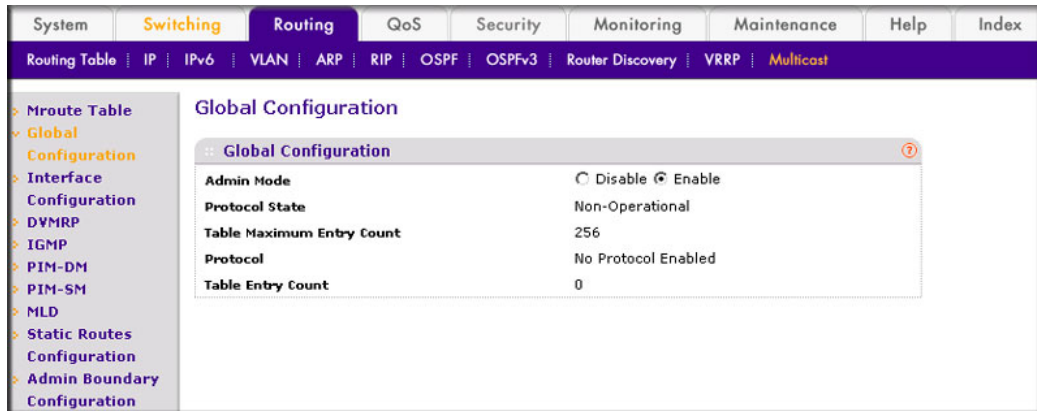 System Switching Routing QoS Security Monitoring Maintenance Help Index
Routing Table IP IPv6 VLAN ARP RIP OSPF OSPFv3 Router Discovery VRRP Multicast
Mroute Table
Global
Configuration
Interface
Configuration
DVMRP
IGMP
PIM-DM
PIM-SM
MLD
Static Routes
Configuration
Admin Boundary
Configuration
Global Configuration
Global Configuration ?
Admin Mode Disable Enable
Protocol State Non-Operational
Table Maximum Entry Count 256
Protocol No Protocol Enabled
Table Entry Count 0